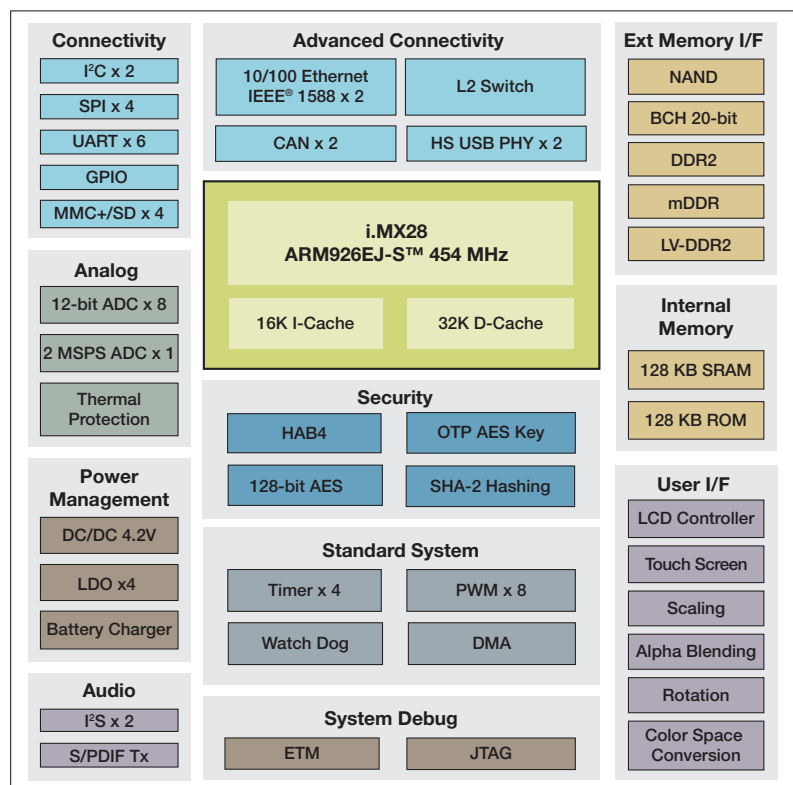 Connectivity
I²C x 2
SPI x 4
UART x 6
GPIO
MMC+/SD x 4
Analog
12-bit ADC x 8
2 MSPS ADC x 1
Thermal
Protection
Power
Management
DC/DC 4.2V
LDO x4
Battery Charger
Audio
I²S x 2
S/PDIF Tx
Advanced Connectivity
10/100 Ethernet
IEEE® 1588 x 2
L2 Switch
CAN x 2
HS USB PHY x 2
i.MX28
ARM926EJ-S™ 454 MHz
16K I-Cache
32K D-Cache
Security
HAB4
OTP AES Key
128-bit AES
SHA-2 Hashing
Standard System
Timer x 4
PWM x 8
Watch Dog
DMA
System Debug
ETM
JTAG
Ext Memory I/F
NAND
BCH 20-bit
DDR2
mDDR
LV-DDR2
Internal
Memory
128 KB SRAM
128 KB ROM
User I/F
LCD Controller
Touch Screen
Scaling
Alpha Blending
Rotation
Color Space
Conversion